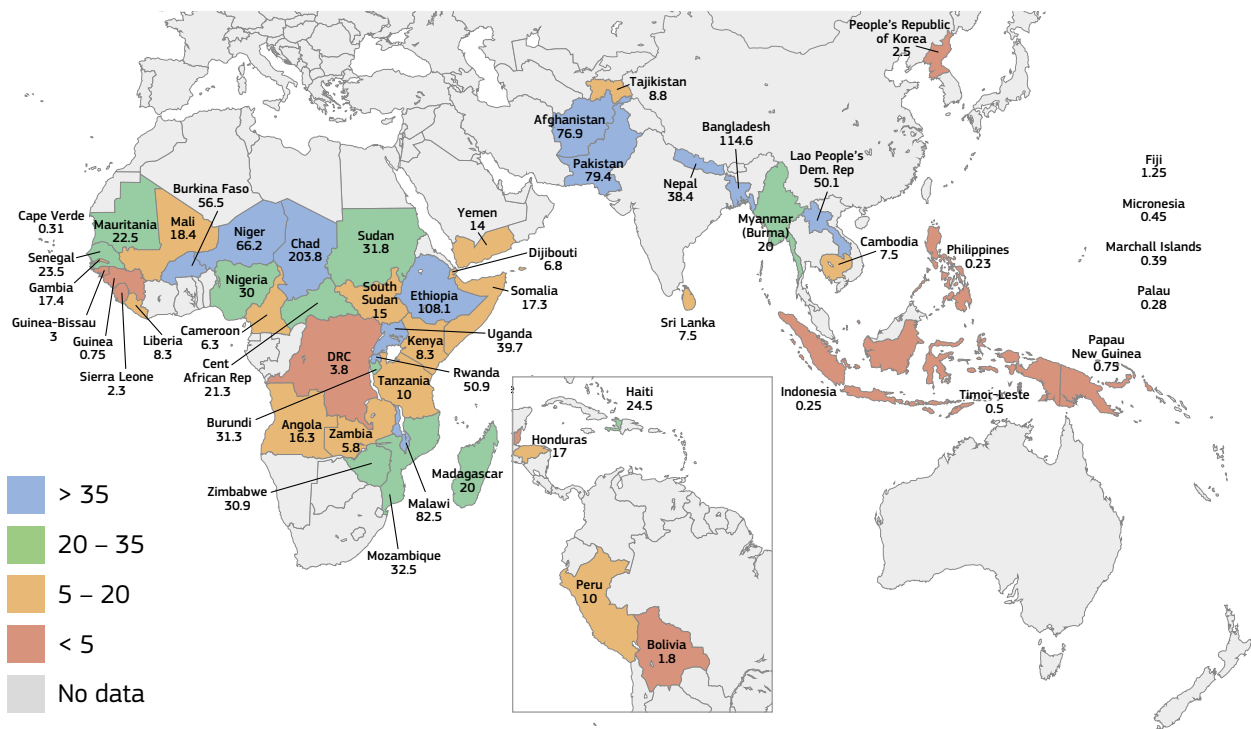 People's Republic
of Korea
2.5
Tajikistan
8.8
Afghanistan
76.9
Bangladesh
114.6
Pakistan
79.4
Nepal
38.4
Lao People's
Dem. Rep
50.1
Fiji
1.25
Micronesia
0.45
Marchall Islands
0.39
Palau
0.28
Burkina Faso
56.5
Cape Verde
0.31
Mauritania
22.5
Mali
18.4
Niger
66.2
Chad
203.8
Sudan
31.8
Yemen
14
Myanmar
(Burma)
20
Cambodia
7.5
Philippines
0.23
Senegal
23.5
Gambia
17.4
Nigeria
30
South
Sudan
15
Ethiopia
108.1
Dijibouti
6.8
Somalia
17.3
Sri Lanka
7.5
Guinea-Bissau
3
Guinea
0.75
Sierra Leone
2.3
Liberia
8.3
Cameroon
6.3
Cent
African Rep
21.3
DRC
3.8
Kenya
8.3
Uganda
39.7
Rwanda
50.9
Tanzania
10
Burundi
31.3
Angola
16.3
Zambia
5.8
Indonesia
0.25
Timor-Leste
0.5
Papau
New Guinea
0.75
Haiti
24.5
Honduras
17
Zimbabwe
30.9
Madagascar
20
Malawi
82.5
Mozambique
32.5
Peru
10
Bolivia
1.8
> 35
20 – 35
5 – 20
< 5
No data